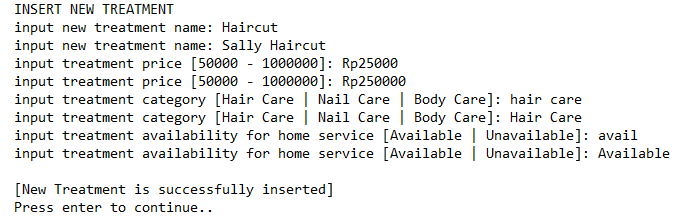 INSERT NEW TREATMENT
input new treatment name: Haircut
input new treatment name: Sally Haircut
input treatment price [50000 - 1000000]: Rp25000
input treatment price [50000 - 1000000]: Rp250000
input treatment category [Hair Care | Nail Care | Body Care]: hair care
input treatment category [Hair Care | Nail Care | Body Care]: Hair Care
input treatment availability for home service [Available | Unavailable]: avail
input treatment availability for home service [Available | Unavailable]: Available
[New Treatment is successfully inserted]
Press enter to continue..